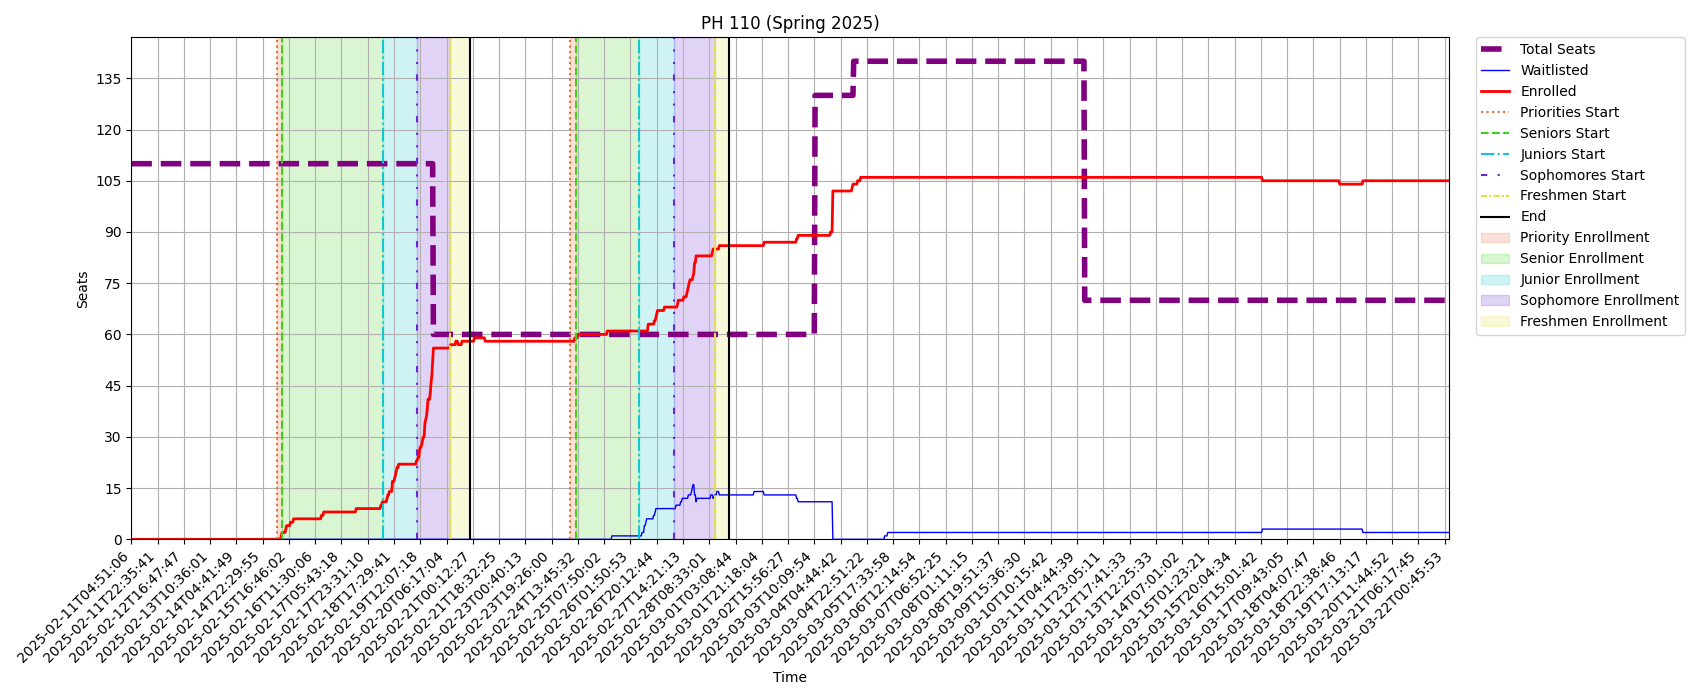 PH 110 (Spring 2025)
Seats
135
120
105
90
75
60
45
30
15
0
2025-02-11T04:51:06
2025-02-11T22:35:41
2025-02-12T16:47:47
2025-02-13T10:36:01
2025-02-14T04:41:49
2025-02-14T22:29:55
2025-02-15T16:46:02
2025-02-16T11:30:06
2025-02-17T05:43:18
2025-02-17T23:31:10
2025-02-18T17:29:41
2025-02-19T12:07:18
2025-02-20T06:17:04
2025-02-21T00:12:27
2025-02-21T18:32:25
2025-02-23T00:40:13
2025-02-23T19:26:00
2025-02-24T13:45:32
2025-02-25T07:50:02
2025-02-26T01:50:53
2025-02-26T20:12:44
2025-02-27T14:21:13
2025-02-28T08:33:01
2025-03-01T03:08:44
2025-03-01T21:18:04
2025-03-02T15:56:27
2025-03-03T10:09:54
2025-03-04T04:44:42
2025-03-04T22:51:22
2025-03-05T17:33:58
2025-03-06T12:14:54
2025-03-07T06:52:25
2025-03-08T01:11:15
2025-03-08T19:51:37
2025-03-09T15:36:30
2025-03-10T10:15:42
2025-03-11T04:44:39
2025-03-11T23:05:11
2025-03-12T17:41:33
2025-03-13T12:25:33
2025-03-14T07:01:02
2025-03-15T01:23:21
2025-03-15T20:04:34
2025-03-16T15:01:42
2025-03-17T09:43:05
2025-03-18T04:07:47
2025-03-18T22:38:46
2025-03-19T17:13:17
2025-03-20T11:44:52
2025-03-21T06:17:45
2025-03-22T00:45:53
Time
Total Seats
Waitlisted
Enrolled
Priorities Start
Seniors Start
Juniors Start
Sophomores Start
Freshmen Start
End
Priority Enrollment
Senior Enrollment
Junior Enrollment
Sophomore Enrollment
Freshmen Enrollment